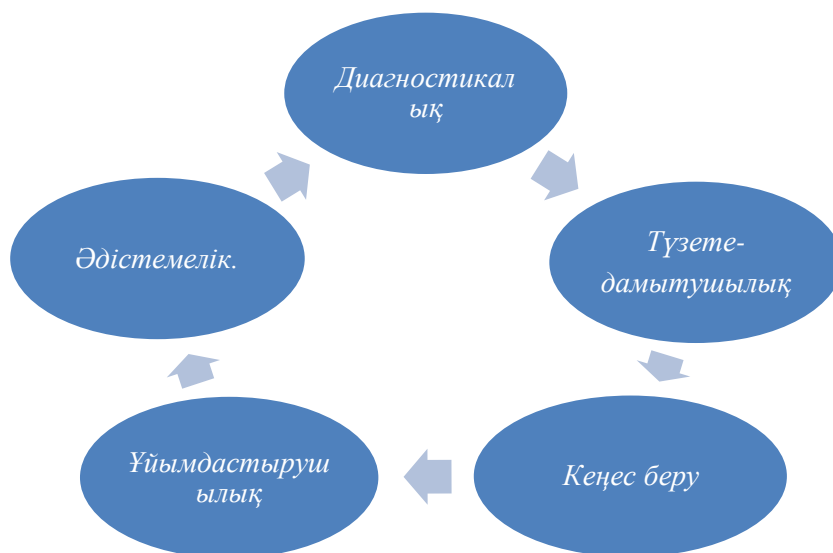 Диагностикал
ық
Түзете-
дамытушылық
Кеңес беру
Ұйымдастыруш
ылық
Әдістемелік.